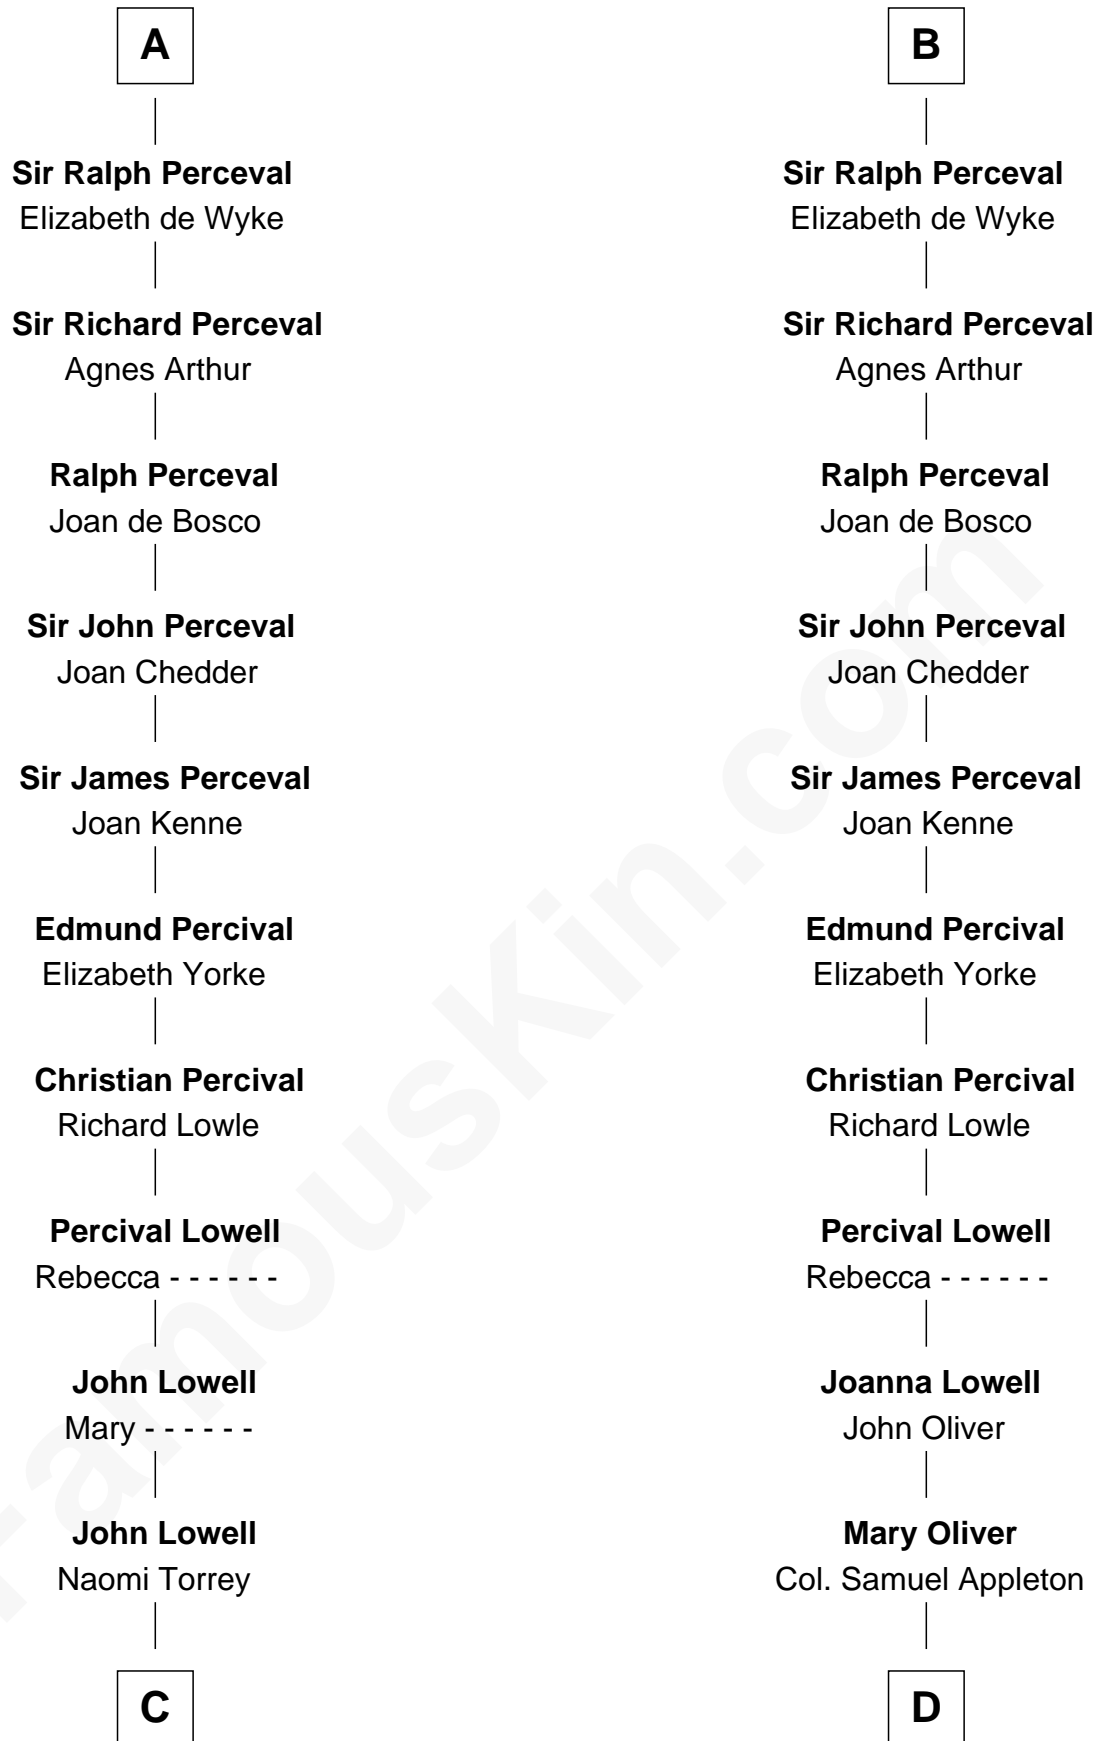 A
Sir Ralph Perceval
Elizabeth de Wyke
Sir Richard Perceval
Agnes Arthur
Ralph Perceval
Joan de Bosco
Sir John Perceval
Joan Chedder
Sir James Perceval
Joan Kenne
Edmund Percival
Elizabeth Yorke
Christian Percival
Richard Lowle
Percival Lowell
Rebecca - - - - - -
John Lowell
Mary - - - - - -
John Lowell
Naomi Torrey
C
B
Sir Ralph Perceval
Elizabeth de Wyke
Sir Richard Perceval
Agnes Arthur
Ralph Perceval
Joan de Bosco
Sir John Perceval
Joan Chedder
Sir James Perceval
Joan Kenne
Edmund Percival
Elizabeth Yorke
Christian Percival
Richard Lowle
Percival Lowell
Rebecca - - - - - -
Joanna Lowell
John Oliver
Mary Oliver
Col. Samuel Appleton
D
FamousKin.com